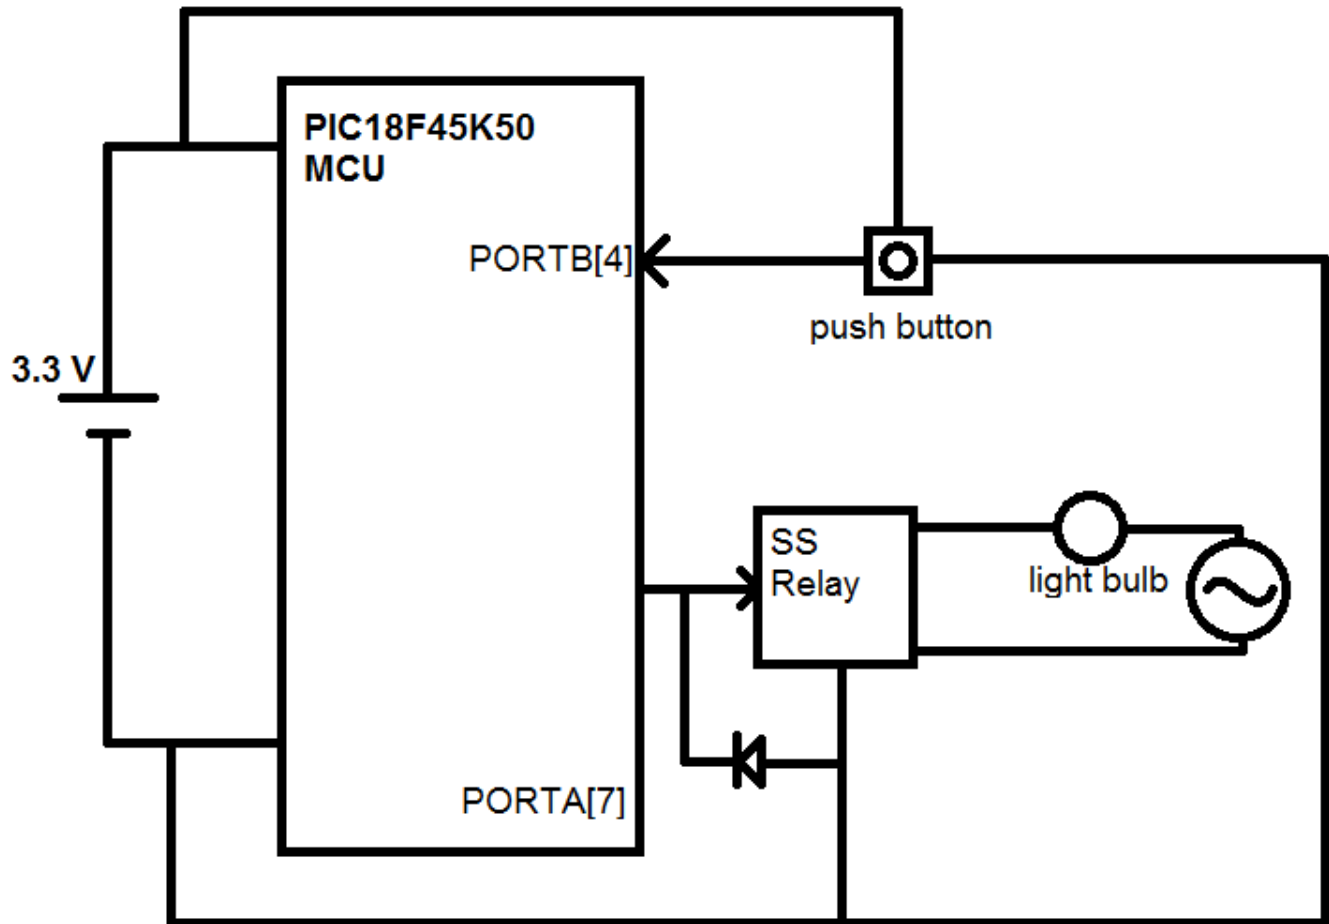 PIC18F45K50
MCU
PORTB[4]
push button
3.3 V
SS
Relay
light bulb
PORTA[7]